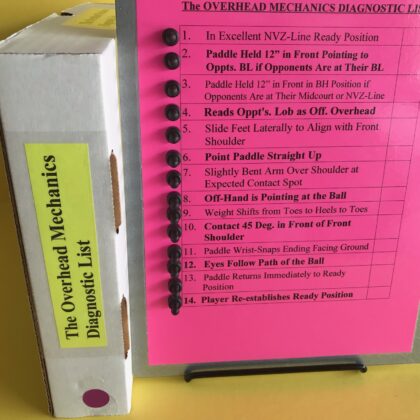 The OVERHEAD MECHANICS DIAGNOSTIC LIS
1. In Excellent NVZ-Line Ready Position
2. Paddle Held 12” in Front Pointing to
Oppts. BL if Opponents Are at Their BL
3. Paddle Held 12” in Front in BH Position if
Opponents Are at Their Midcourt or NVZ-Line
4. Reads Oppt's. Lob as Off. Overhead
5. Slide Feet Laterally to Align with Front
Shoulder
6. Point Paddle Straight Up
7. Slightly Bent Arm Over Shoulder at
Expected Contact Spot
8. Off-Hand is Pointing at the Ball
9. Weight Shifts from Toes to Heels to Toes
10. Contact 45 Deg. in Front of Front
Shoulder
11. Paddle Wrist-Snaps Ending Facing Ground
12. Eyes Follow Path of the Ball
13. Paddle Returns Immediately to Ready
Position
14. Player Re-establishes Ready Position
The Overhead Mechanics
Diagnostic List